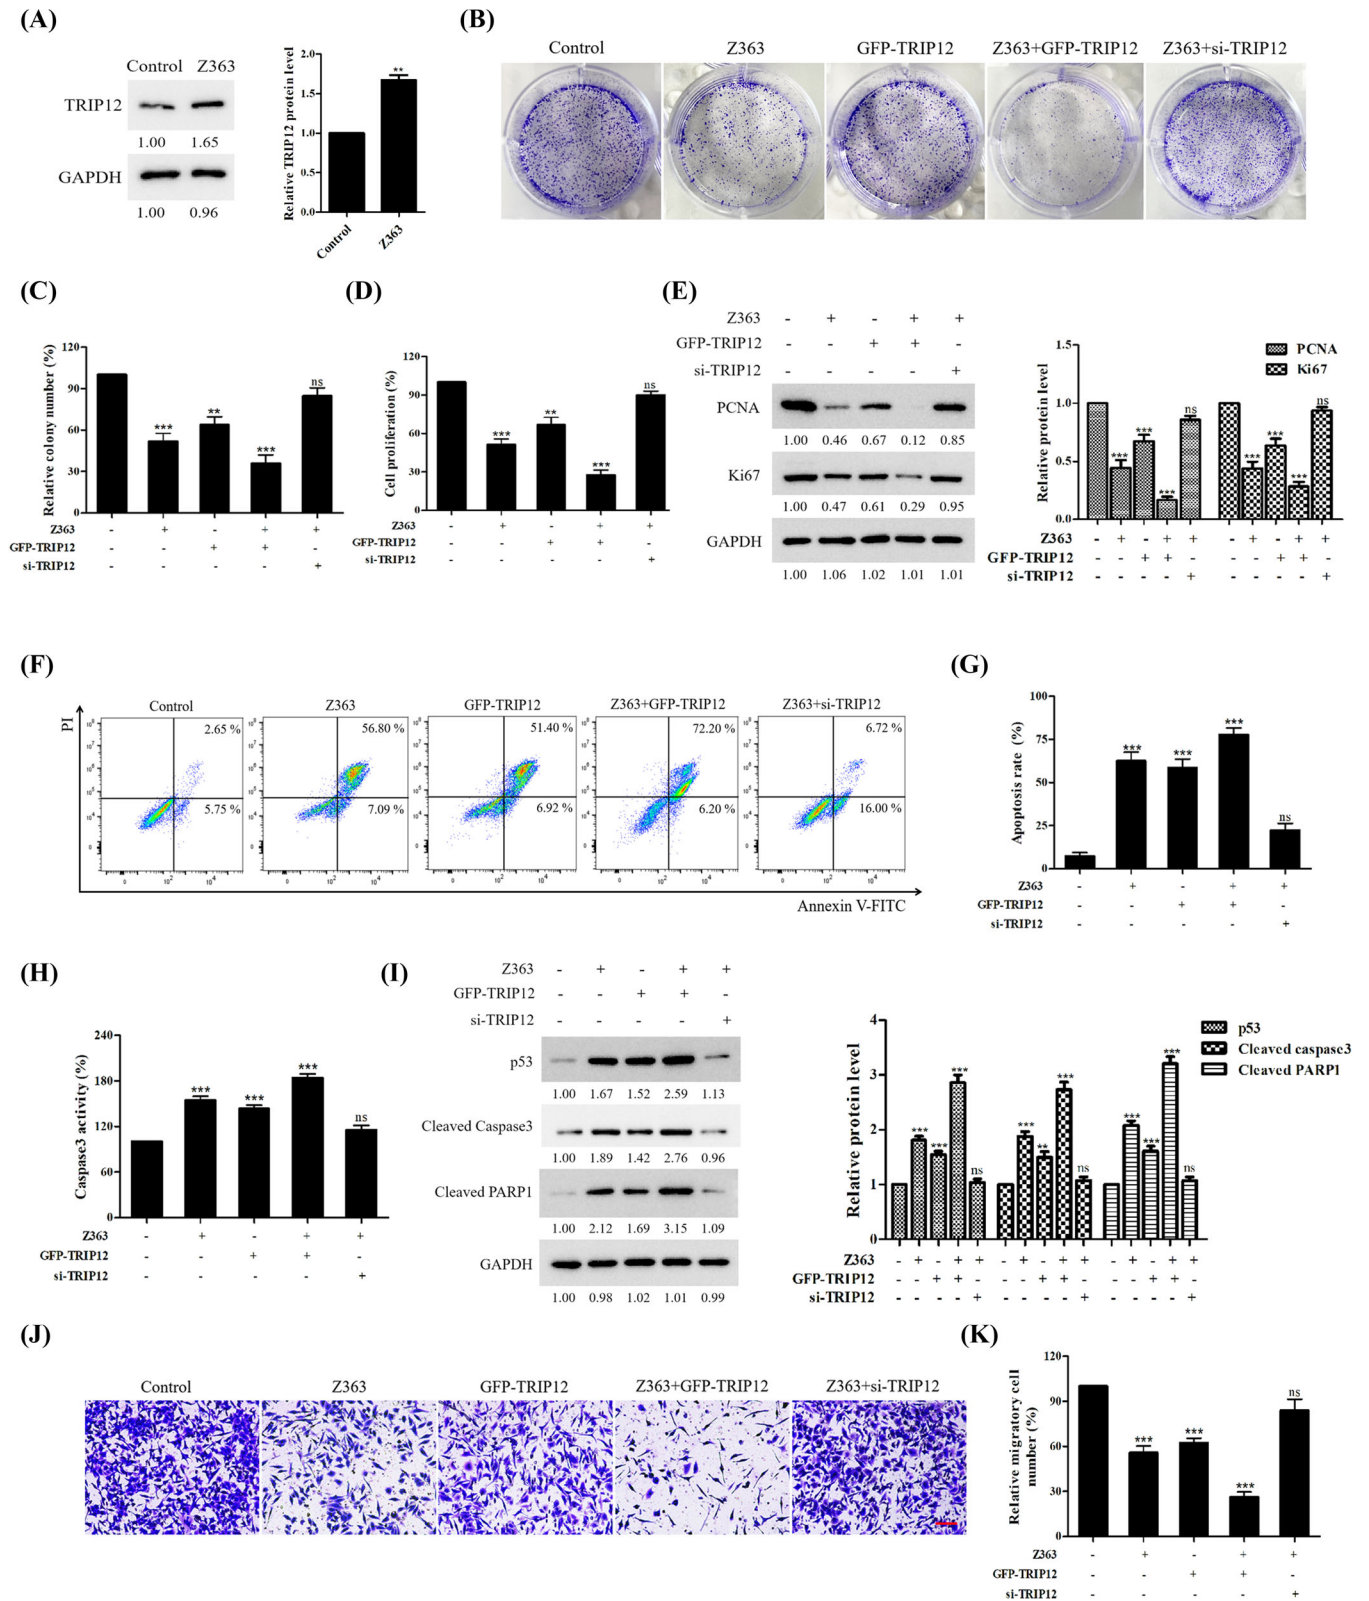 (A)
Control Z363
TRIP12
1.00 1.65
GAPDH
1.00 0.96
Relative TRIP12 protein level
2.0
1.5
1.0
0.5
0.0
**
Control
Z363
(B)
Control Z363 GFP-TRIP12 Z363+GFP-TRIP12 Z363+si-TRIP12
(C)
Relative colony number (%)
120
90
60
30
0
*** ** *** ns
Z363 - + - + +
GFP-TRIP12 - - + + -
si-TRIP12 - - - - +
(D)
Cell proliferation (%)
120
90
60
30
0
*** ** *** ns
Z363 - + - + +
GFP-TRIP12 - - + + -
si-TRIP12 - - - - +
(E)
Z363 - + - + +
GFP-TRIP12 - - + + -
si-TRIP12 - - - - +
PCNA
1.00 0.46 0.67 0.12 0.85
Ki67
1.00 0.47 0.61 0.29 0.95
GAPDH
1.00 1.06 1.02 1.01 1.01
Relative protein level
1.5
1.0
0.5
0.0
PCNA
Ki67
*** *** *** ns *** *** *** ns
Z363 - + - + + - + - + +
GFP-TRIP12 - - + + - - - + + -
si-TRIP12 - - - - + - - - - +
(F)
PI
Control Z363 GFP-TRIP12 Z363+GFP-TRIP12 Z363+si-TRIP12
2.65 % 56.80 % 51.40 % 72.20 % 6.72 %
5.75 % 7.09 % 6.92 % 6.20 % 16.00 %
Annexin V-FITC
(G)
Apoptosis rate (%)
100
75
50
25
0
*** *** *** ns
Z363 - + - + +
GFP-TRIP12 - - + + -
si-TRIP12 - - - - +
(H)
Caspase3 activity (%)
240
180
120
60
0
*** *** *** ns
Z363 - + - + +
GFP-TRIP12 - - + + -
si-TRIP12 - - - - +
(I)
Z363 - + - + +
GFP-TRIP12 - - + + -
si-TRIP12 - - - - +
p53
1.00 1.67 1.52 2.59 1.13
Cleaved Caspase3
1.00 1.89 1.42 2.76 0.96
Cleaved PARP1
1.00 2.12 1.69 3.15 1.09
GAPDH
1.00 0.98 1.02 1.01 0.99
Relative protein level
4
3
2
1
0
p53
Cleaved caspase3
Cleaved PARP1
*** *** *** ns *** ** *** ns *** *** *** ns
Z363 - + - + + - + - + + - + - + +
GFP-TRIP12 - - + + - - - + + - - - + + -
si-TRIP12 - - - - + - - - - + - - - - +
(J)
Control Z363 GFP-TRIP12 Z363+GFP-TRIP12 Z363+si-TRIP12
(K)
Relative migratory cell
number (%)
120
90
60
30
0
*** *** *** ns
Z363 - + - + +
GFP-TRIP12 - - + + -
si-TRIP12 - - - - +